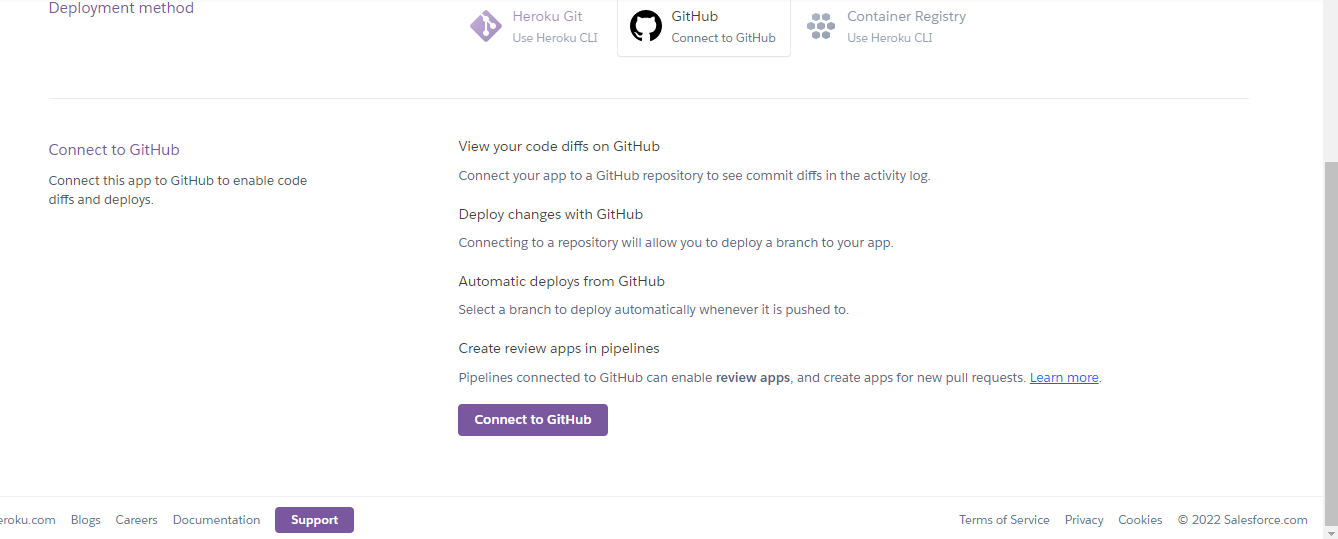 Deployment method
Heroku Git
Use Heroku CLI
GitHub
Connect to GitHub
Container Registry
Use Heroku CLI
Connect to GitHub
Connect this app to GitHub to enable code
diffs and deploys.
View your code diffs on GitHub
Connect your app to a GitHub repository to see commit diffs in the activity log.
Deploy changes with GitHub
Connecting to a repository will allow you to deploy a branch to your app.
Automatic deploys from GitHub
Select a branch to deploy automatically whenever it is pushed to.
Create review apps in pipelines
Pipelines connected to GitHub can enable review apps, and create apps for new pull requests. Learn more.
Connect to GitHub
eroku.com Blogs Careers Documentation Support Terms of Service Privacy Cookies © 2022 Salesforce.com